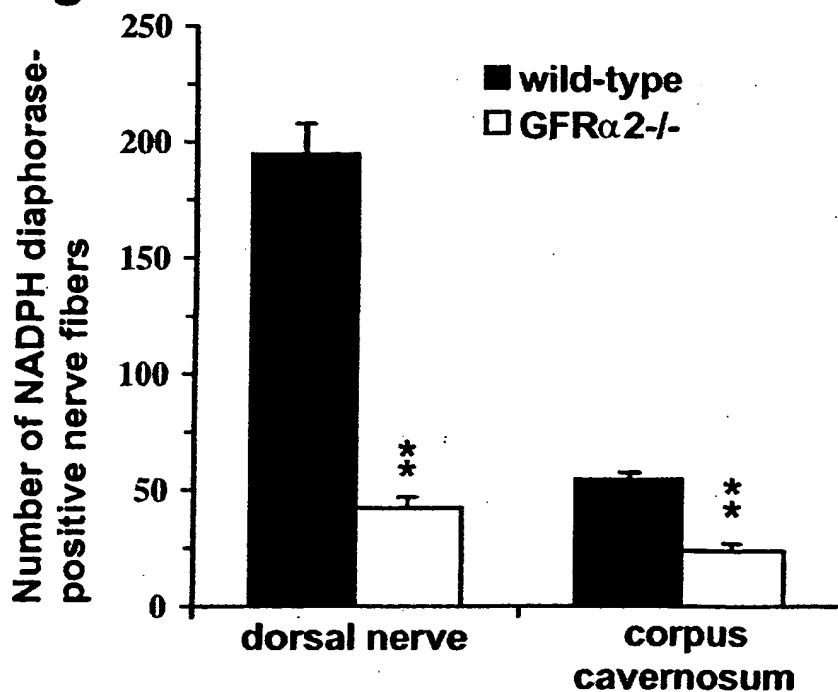 250
200
150
100
50
0
Number of NADPH diaphorase-
positive nerve fibers
wild-type
GFRα2-/-
**
**
dorsal nerve
corpus
cavernosum